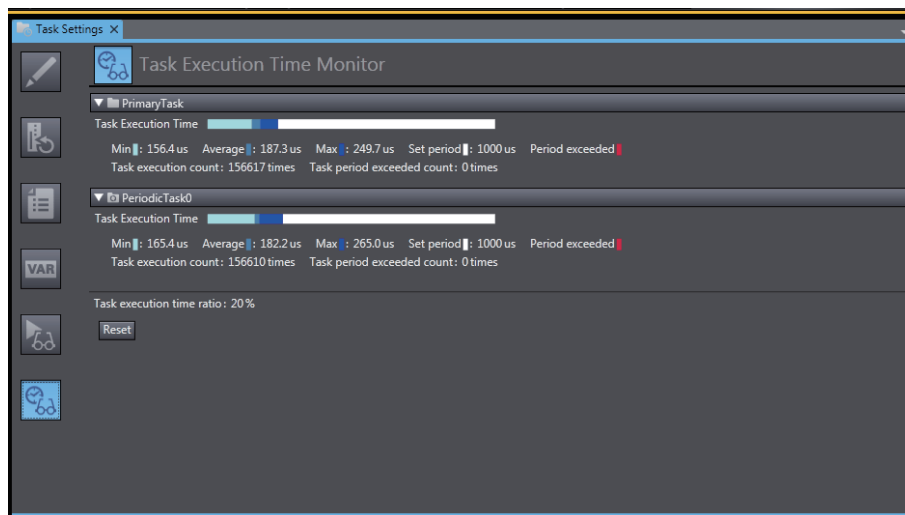 Task Settings X
Task Execution Time Monitor
PrimaryTask
Task Execution Time
Min : 156.4 us Average : 187.3 us Max : 249.7 us Set period : 1000 us Period exceeded
Task execution count : 156617 times Task period exceeded count : 0 times
PeriodicTask0
Task Execution Time
Min : 165.4 us Average : 182.2 us Max : 265.0 us Set period : 1000 us Period exceeded
Task execution count : 156610 times Task period exceeded count : 0 times
VAR
Task execution time ratio : 20 %
Reset